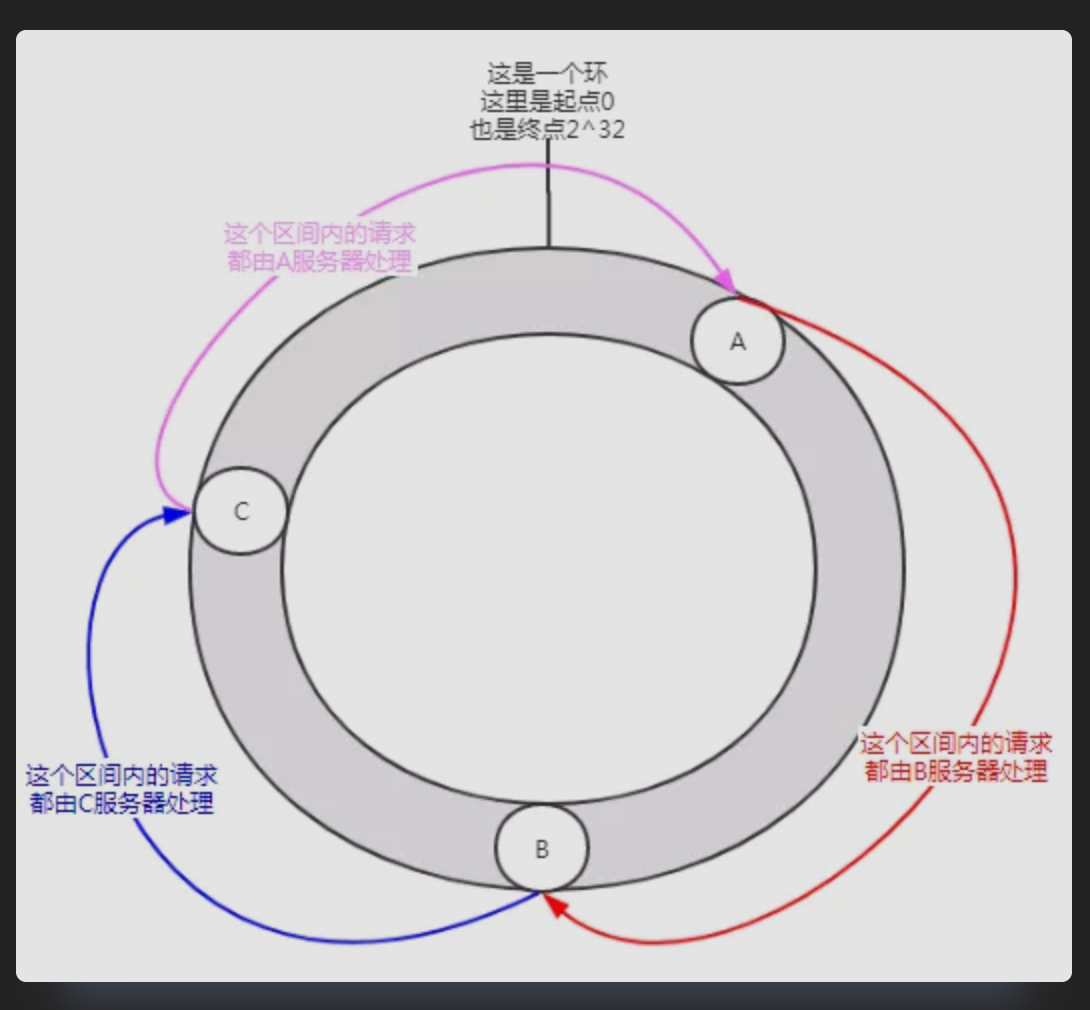 这是一个环
这里是起点0
也是终点2^32
这个区间内的请求
都由A服务器处理
A
C
这个区间内的请求
都由B服务器处理
这个区间内的请求
都由C服务器处理
B